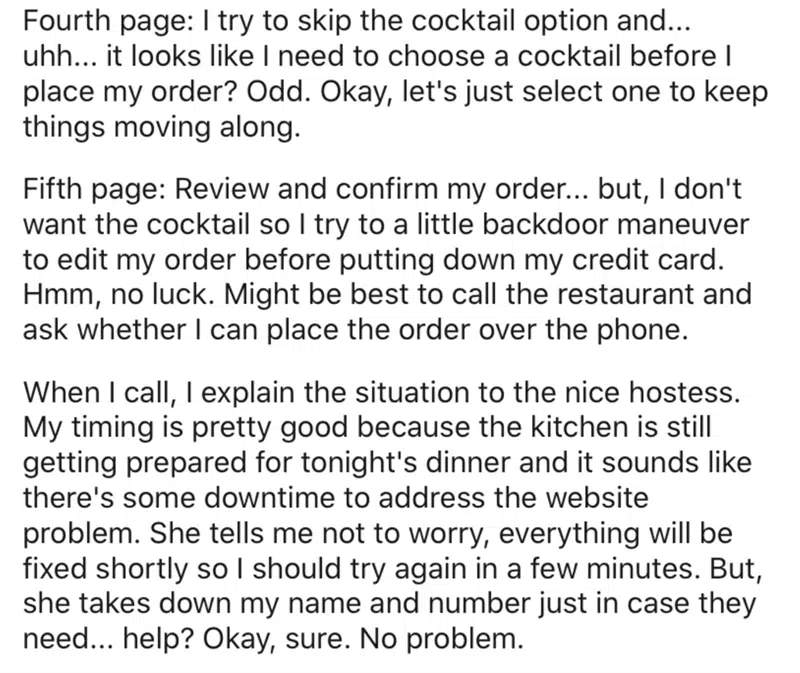 Fourth page: I try to skip the cocktail option and...
uhh... it looks like I need to choose a cocktail before I
place my order? Odd. Okay, let's just select one to keep
things moving along.
Fifth page: Review and confirm my order... but, I don't
want the cocktail so I try to a little backdoor maneuver
to edit my order before putting down my credit card.
Hmm, no luck. Might be best to call the restaurant and
ask whether I can place the order over the phone.
When I call, I explain the situation to the nice hostess.
My timing is pretty good because the kitchen is still
getting prepared for tonight's dinner and it sounds like
there's some downtime to address the website
problem. She tells me not to worry, everything will be
fixed shortly so I should try again in a few minutes. But,
she takes down my name and number just in case they
need... help? Okay, sure. No problem.